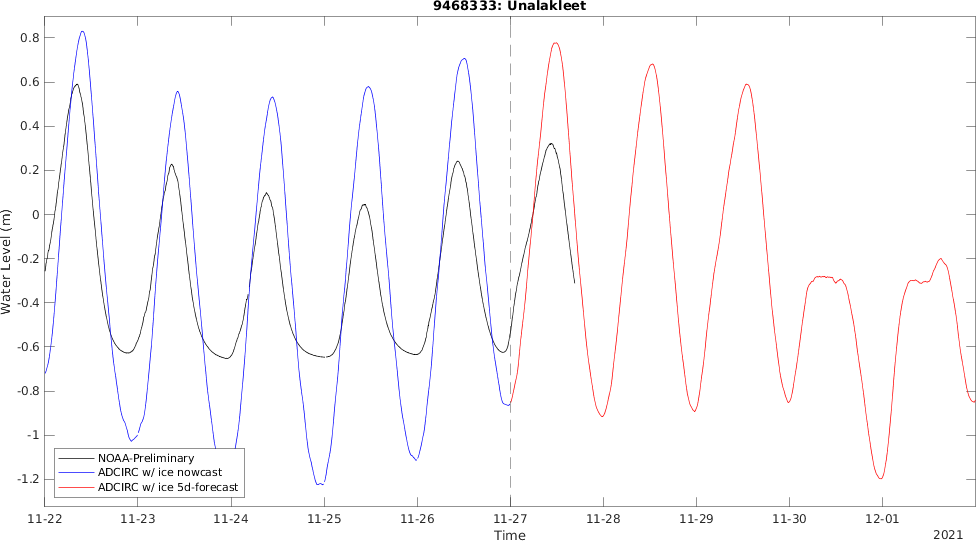 9468333: Unalakleet
Water Level (m)
0.8
0.6
0.4
0.2
0
-0.2
-0.4
-0.6
-0.8
-1
-1.2
NOAA-Preliminary
ADCIRC w/ ice nowcast
ADCIRC w/ ice 5d-forecast
11-22 11-23 11-24 11-25 11-26 11-27 11-28 11-29 11-30 12-01
Time
2021